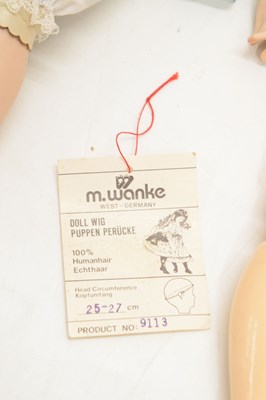 m.wanke
WEST-GERMANY
DOLL WIG
PUPPEN PERÜCKE
100%
Humanhair
Echthaar
Head Circumference
Kopfumfang
25-27 cm
PRODUCT NO: 9113